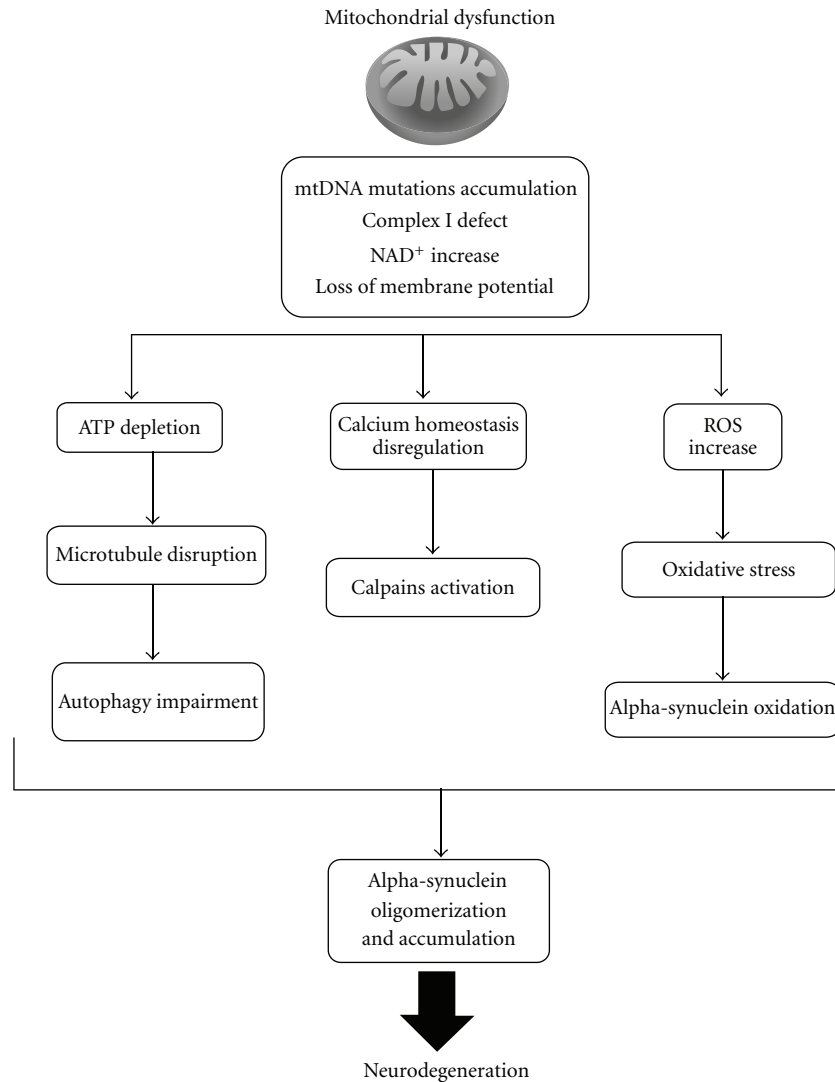 Mitochondrial dysfunction
mtDNA mutations accumulation
Complex I defect
NAD⁺ increase
Loss of membrane potential
ATP depletion
Calcium homeostasis
disregulation
ROS
increase
Microtubule disruption
Calpains activation
Oxidative stress
Autophagy impairment
Alpha-synuclein oxidation
Alpha-synuclein
oligomerization
and accumulation
Neurodegeneration